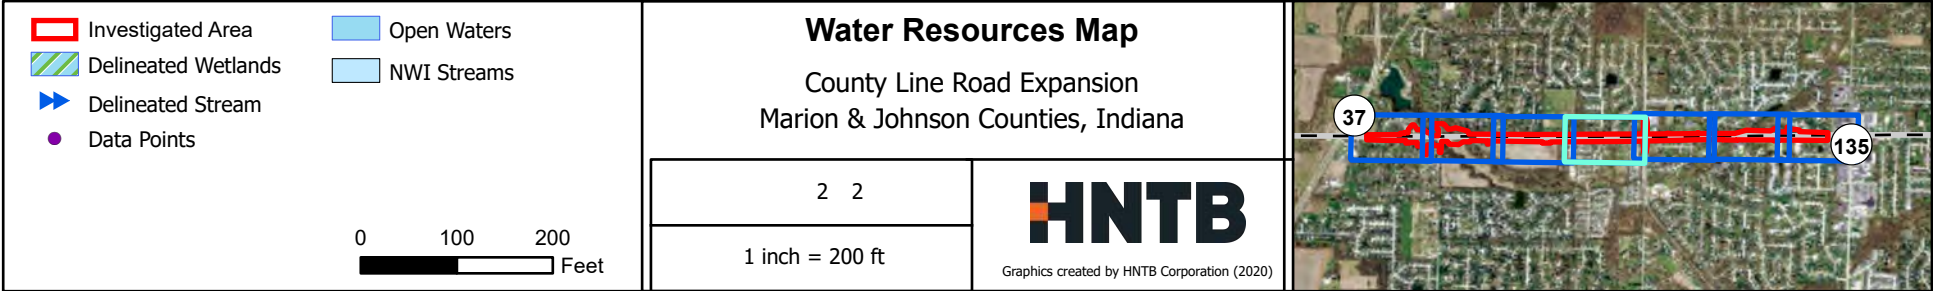 Investigated Area
Delineated Wetlands
Delineated Stream
Data Points
Open Waters
NWI Streams
0 100 200
Feet
Water Resources Map
County Line Road Expansion
Marion & Johnson Counties, Indiana
2 2
1 inch = 200 ft
HNTB
Graphics created by HNTB Corporation (2020)
37
135